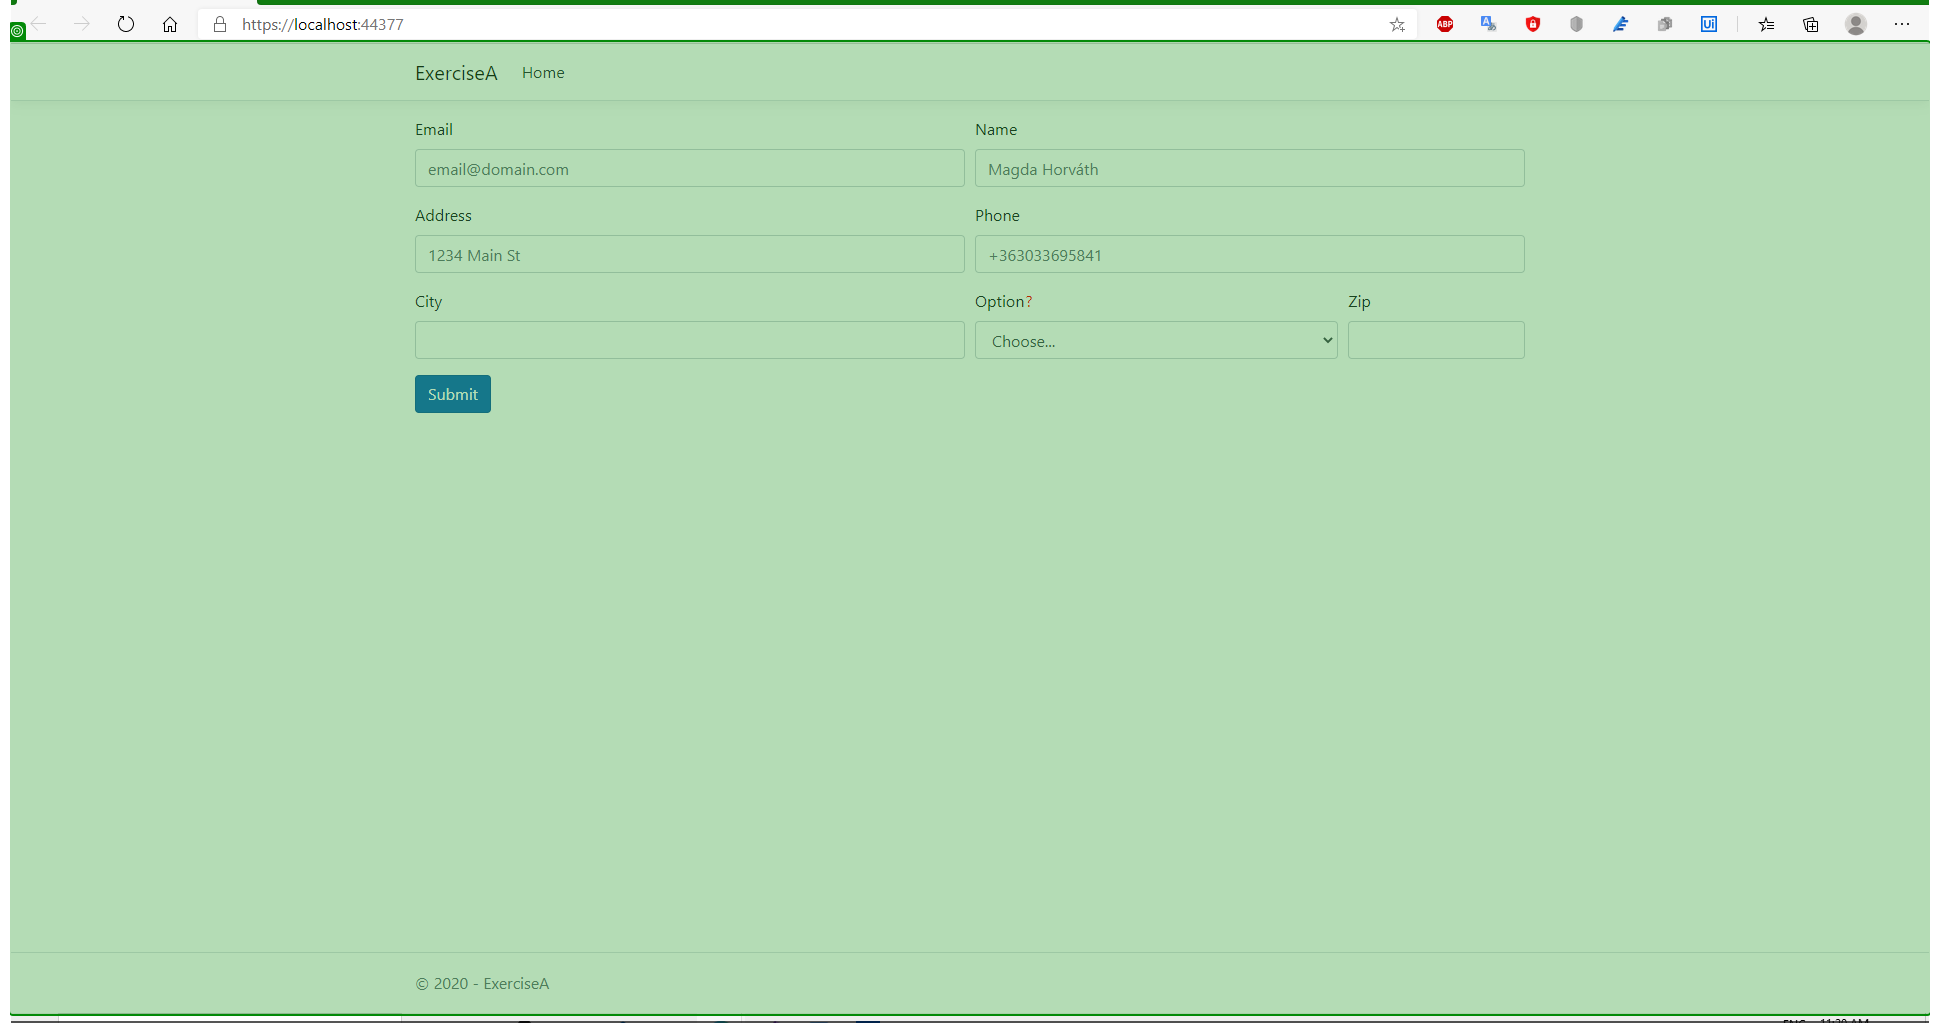 https://localhost:44377
ABP
Ui
ExerciseA Home
Email Name
email@domain.com Magda Horváth
Address Phone
1234 Main St +363033695841
City Option? Zip
Choose...
Submit
© 2020 - ExerciseA